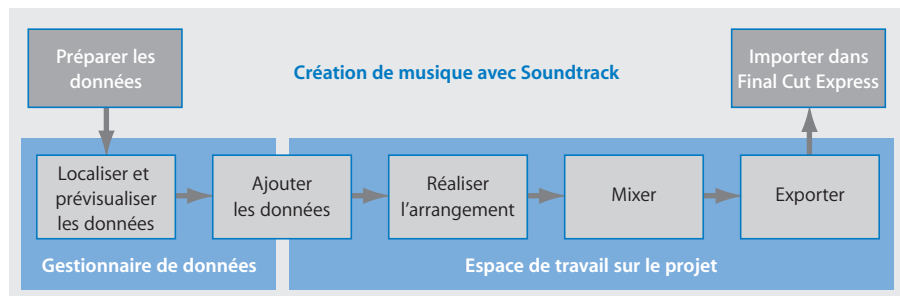 Préparer les
données
Création de musique avec Soundtrack
Importer dans
Final Cut Express
Localiser et
prévisualiser
les données
Ajouter
les données
Réaliser
l'arrangement
Mixer
Exporter
Gestionnaire de données
Espace de travail sur le projet